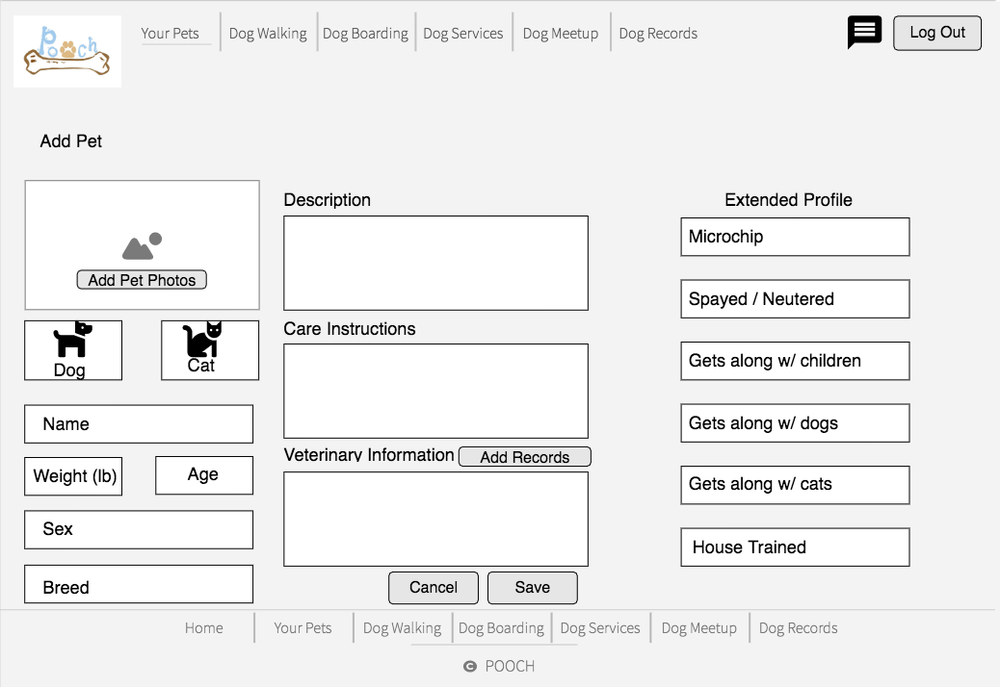 Pooch
Your Pets
Dog Walking
Dog Boarding
Dog Services
Dog Meetup
Dog Records
Log Out
Add Pet
Add Pet Photos
Dog
Cat
Name
Weight (lb)
Age
Sex
Breed
Description
Care Instructions
Veterinary Information
Add Records
Cancel
Save
Extended Profile
Microchip
Spayed / Neutered
Gets along w/ children
Gets along w/ dogs
Gets along w/ cats
House Trained
Home
Your Pets
Dog Walking
Dog Boarding
Dog Services
Dog Meetup
Dog Records
© POOCH